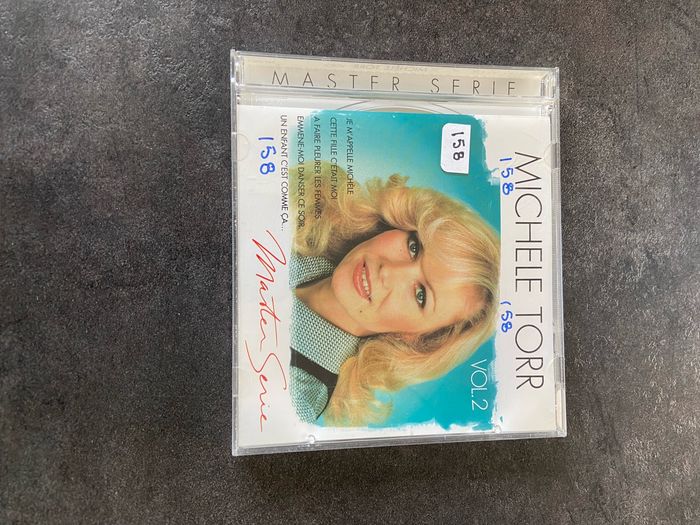 MASTER SERIE
MICHELE TORR
VOL.2
158
158
158
JE M'APPELLE MICHÈLE
CETTE FILLE C'ÉTAIT MOI
A FAIRE PLEURER LES FEMMES
EMMENE-MOI DANSER CE SOIR
UN ENFANT C'EST COMME ÇA...
158
Master Serie